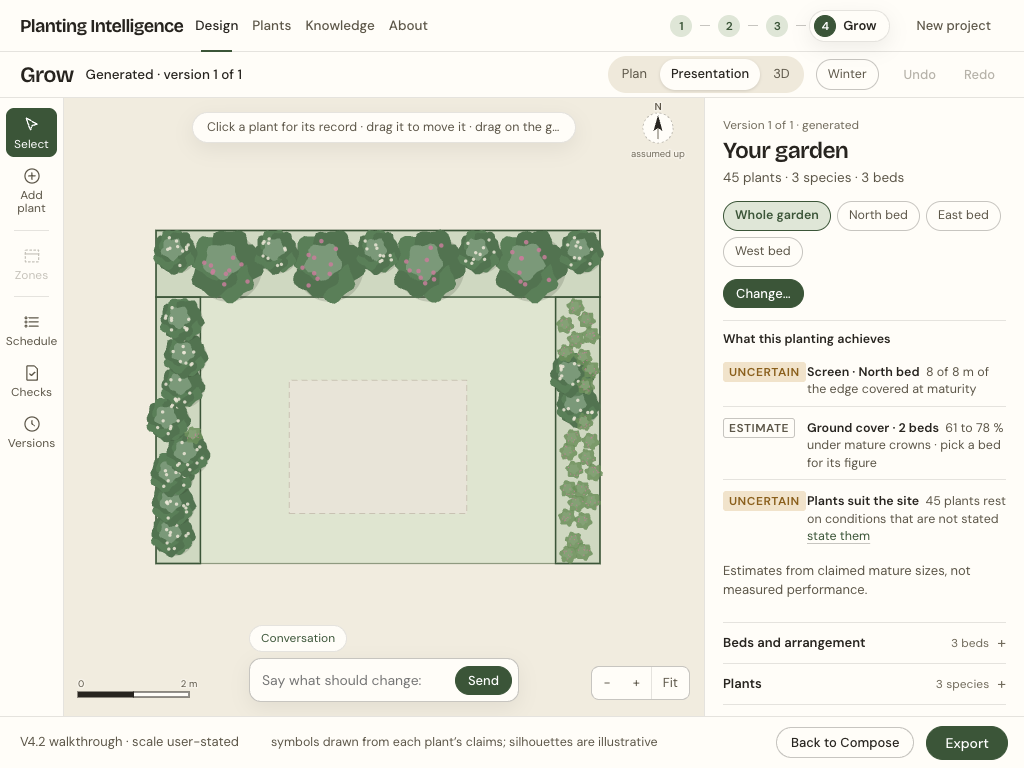 Planting Intelligence Design Plants Knowledge About 1 2 3 4 Grow New project
Grow Generated · version 1 of 1 Plan Presentation 3D Winter Undo Redo
Select
Add
plant
Zones
Schedule
Checks
Versions
Click a plant for its record · drag it to move it · drag on the g...
N
assumed up
Conversation
Say what should change: Send
0 2 m
− + Fit
Version 1 of 1 · generated
Your garden
45 plants · 3 species · 3 beds
Whole garden North bed East bed
West bed
Change...
What this planting achieves
UNCERTAIN Screen · North bed 8 of 8 m of
the edge covered at maturity
ESTIMATE Ground cover · 2 beds 61 to 78 %
under mature crowns · pick a bed
for its figure
UNCERTAIN Plants suit the site 45 plants rest
on conditions that are not stated
state them
Estimates from claimed mature sizes, not
measured performance.
Beds and arrangement 3 beds +
Plants 3 species +
V4.2 walkthrough · scale user-stated symbols drawn from each plant's claims; silhouettes are illustrative Back to Compose Export